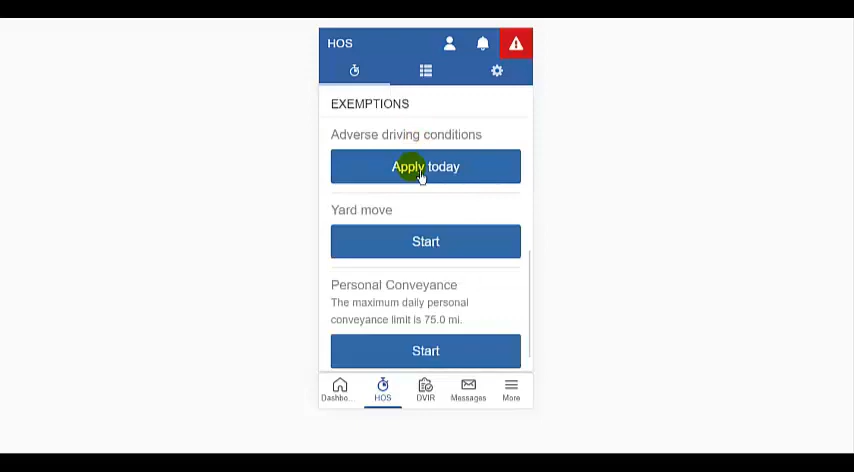 HOS
EXEMPTIONS
Adverse driving conditions
Apply today
Yard move
Start
Personal Conveyance
The maximum daily personal
conveyance limit is 75.0 mi.
Start
Dashbo...
HOS
DVIR
Messages
More